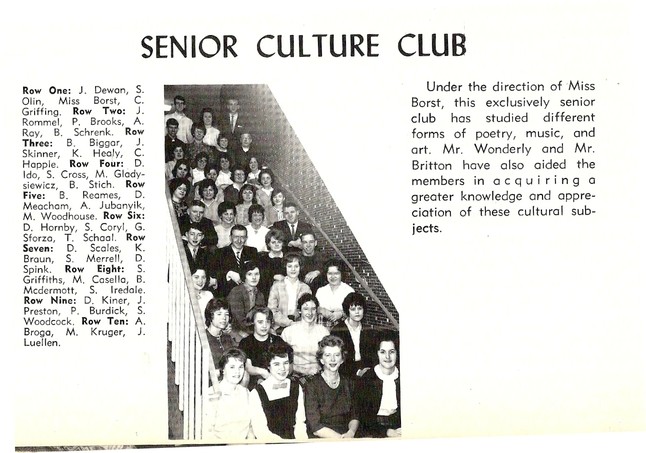 SENIOR CULTURE CLUB
Row One: J. Dewan, S.
Olin, Miss Borst, C.
Griffing. Row Two: J.
Rommel, P. Brooks, A.
Ray, B. Schrenk. Row
Three: B. Biggar, J.
Skinner, K. Healy, C.
Happle. Row Four: D.
Ido, S. Cross, M. Glady-
siewicz, B. Stich. Row
Five: B. Reames, D.
Meacham, A. Jubanyik,
M. Woodhouse. Row Six:
D. Hornby, S. Coryl, G.
Sforza, T. Schaal. Row
Seven: D. Scales, K.
Braun, S. Merrell, D.
Spink. Row Eight: S.
Griffiths, M. Casella, B.
Mcdermott, S. Iredale.
Row Nine: D. Kiner, J.
Preston, P. Burdick, S.
Woodcock. Row Ten: A.
Broga, M. Kruger, J.
Luellen.
Under the direction of Miss
Borst, this exclusively senior
club has studied different
forms of poetry, music, and
art. Mr. Wonderly and Mr.
Britton have also aided the
members in acquiring a
greater knowledge and appre-
ciation of these cultural sub-
jects.